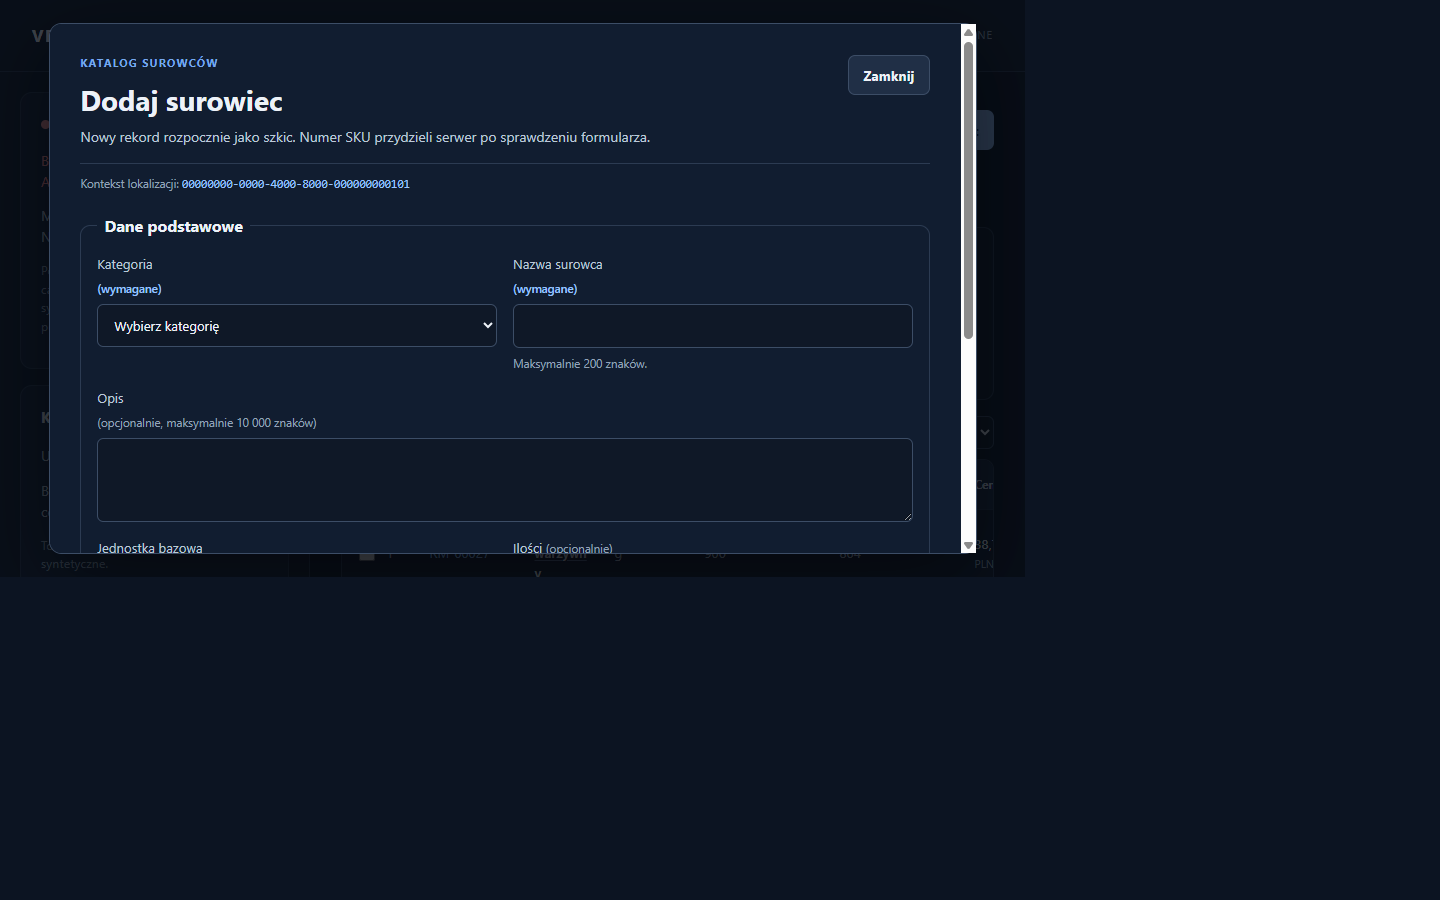 KATALOG SUROWCÓW
Zamknij
Dodaj surowiec
Nowy rekord rozpocznie jako szkic. Numer SKU przydzieli serwer po sprawdzeniu formularza.
Kontekst lokalizacji: 00000000-0000-4000-8000-000000000101
Dane podstawowe
Kategoria
Nazwa surowca
(wymagane)
(wymagane)
Wybierz kategorię
Maksymalnie 200 znaków.
Opis
(opcjonalnie, maksymalnie 10 000 znaków)
Jednostka bazowa
Ilości (opcjonalnie)
syntetyczne.
PLN